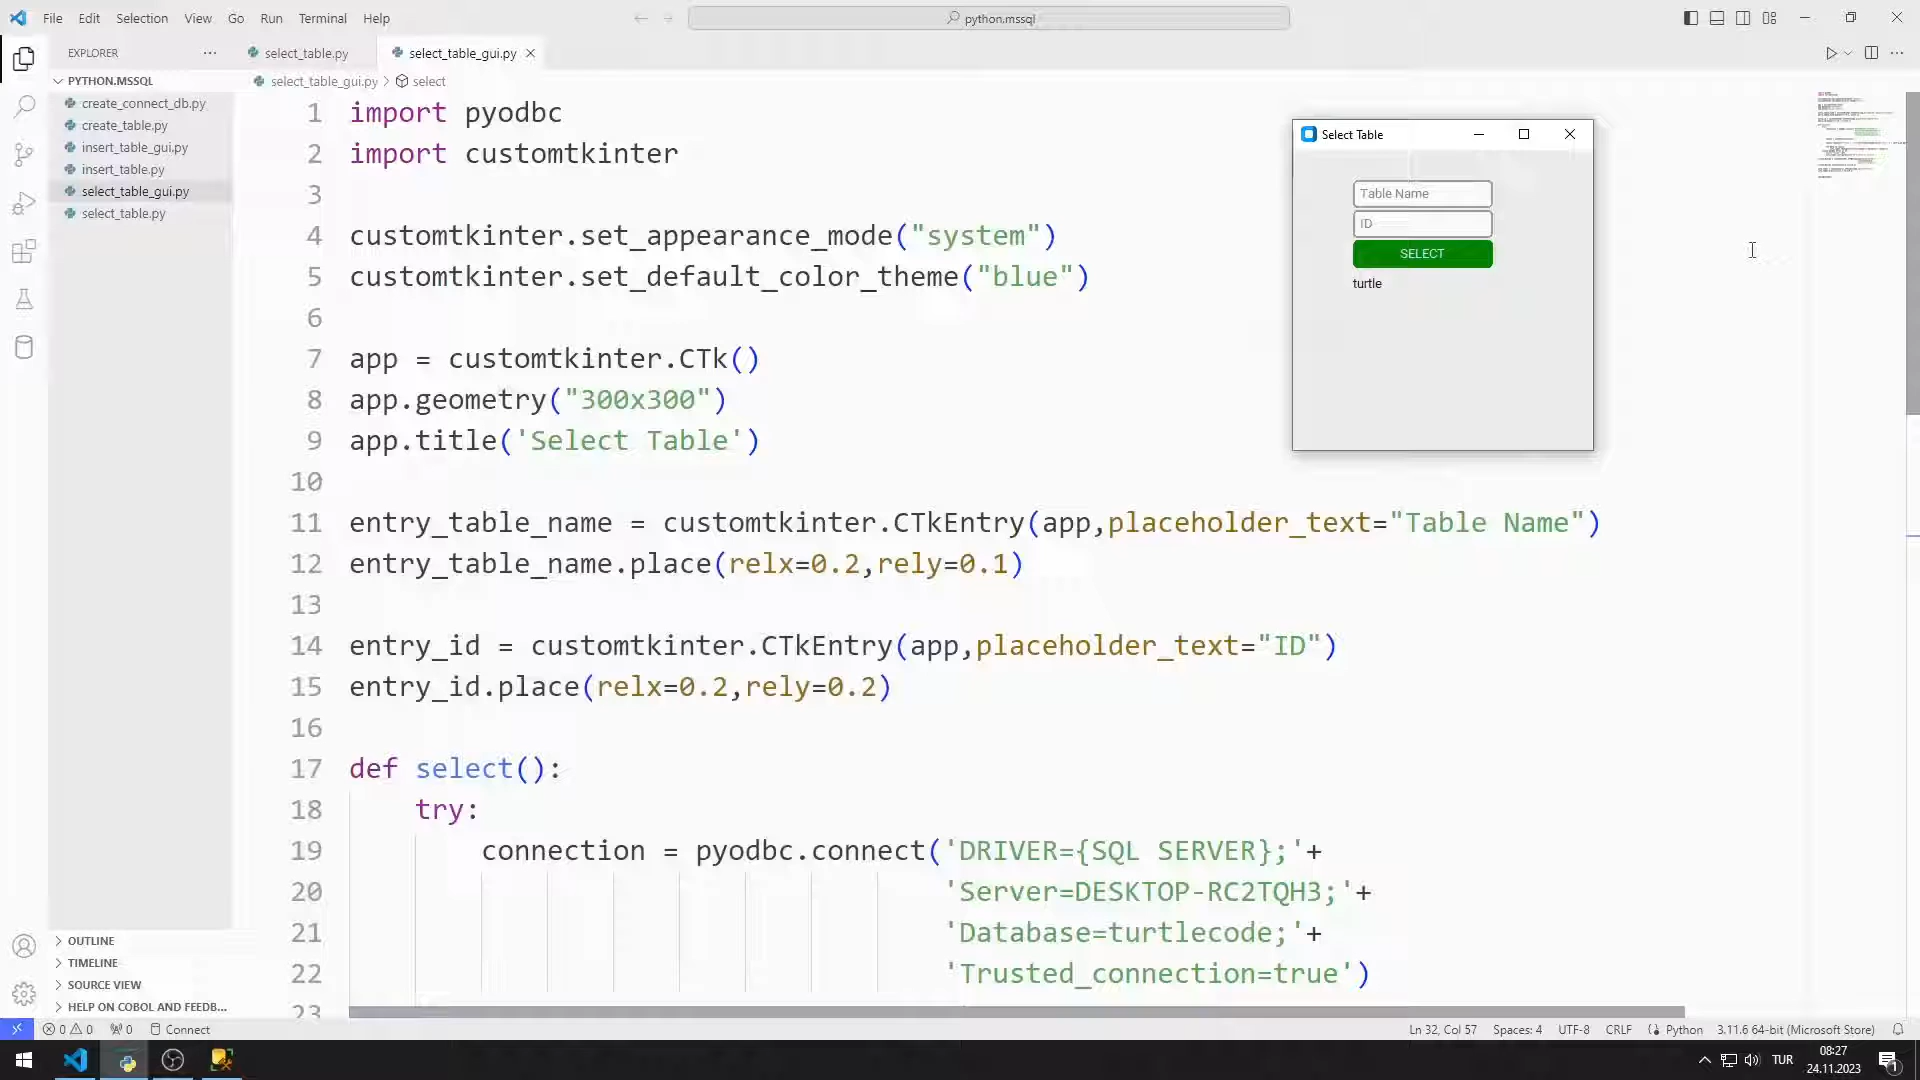 File Edit Selection View Go Run Terminal Help
python.mssql
EXPLORER
select_table.py
select_table_gui.py
PYTHON.MSSQL
select_table_gui.py > select
create_connect_db.py
create_table.py
insert_table_gui.py
insert_table.py
select_table_gui.py
select_table.py
1 import pyodbc
2 import customtkinter
3
4 customtkinter.set_appearance_mode("system")
5 customtkinter.set_default_color_theme("blue")
6
7 app = customtkinter.CTk()
8 app.geometry("300x300")
9 app.title('Select Table')
10
11 entry_table_name = customtkinter.CTkEntry(app,placeholder_text="Table Name")
12 entry_table_name.place(relx=0.2,rely=0.1)
13
14 entry_id = customtkinter.CTkEntry(app,placeholder_text="ID")
15 entry_id.place(relx=0.2,rely=0.2)
16
17 def select():
18 try:
19 connection = pyodbc.connect('DRIVER={SQL SERVER};'+
20 'Server=DESKTOP-RC2TQH3;'+
21 'Database=turtlecode;'+
22 'Trusted_connection=true')
23
Select Table
Table Name
ID
SELECT
turtle
OUTLINE
TIMELINE
SOURCE VIEW
HELP ON COBOL AND FEEDB...
0 0 0 Connect
Ln 32, Col 57 Spaces: 4 UTF-8 CRLF Python 3.11.6 64-bit (Microsoft Store)
TUR
08:27
24.11.2023
1